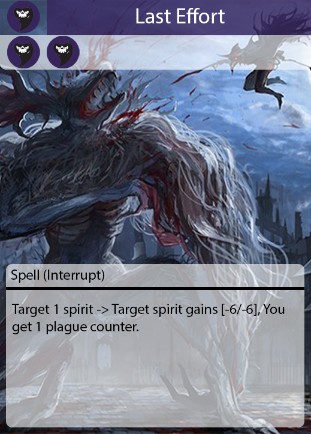 Last Effort
Spell (Interrupt)
Target 1 spirit -> Target spirit gains [-6/-6], You
get 1 plague counter.